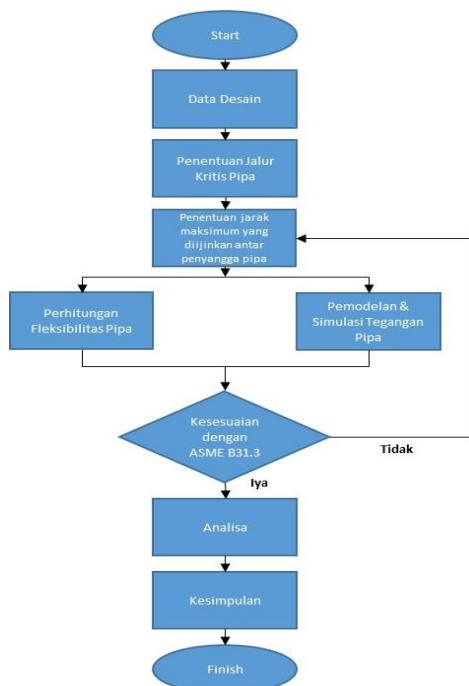 Start
Data Desain
Penentuan Jalur
Kritis Pipa
Penentuan jarak
maksimum yang
diijinkan antar
penyangga pipa
Perhitungan
Fleksibilitas Pipa
Pemodelan &
Simulasi Tegangan
Pipa
Kesesuaian
dengan
ASME B31.3
Tidak
Iya
Analisa
Kesimpulan
Finish